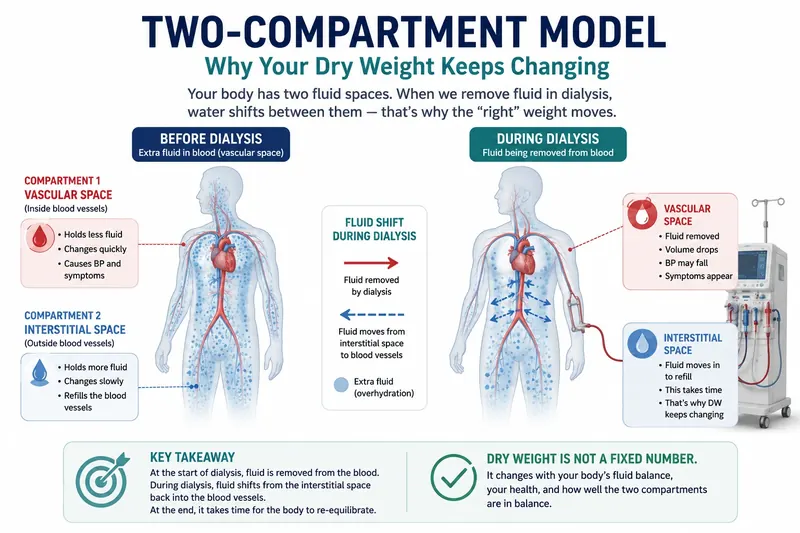 TWO-COMPARTMENT MODEL
Why Your Dry Weight Keeps Changing
Your body has two fluid spaces. When we remove fluid in dialysis,
water shifts between them — that's why the “right” weight moves.
BEFORE DIALYSIS
Extra fluid in blood (vascular space)
COMPARTMENT 1
VASCULAR SPACE
(Inside blood vessels)
• Holds less fluid
• Changes quickly
• Causes BP and
symptoms
COMPARTMENT 2
INTERSTITIAL SPACE
(Outside blood vessels)
• Holds more fluid
• Changes slowly
• Refills the blood
vessels
FLUID SHIFT
DURING DIALYSIS
Fluid removed
by dialysis
Fluid moves from
interstitial space
to blood vessels
Extra fluid
(overhydration)
DURING DIALYSIS
Fluid being removed from blood
VASCULAR
SPACE
• Fluid removed
• Volume drops
• BP may fall
• Symptoms appear
INTERSTITIAL
SPACE
• Fluid moves in
to refill
• This takes time
• That's why DW
keeps changing
KEY TAKEAWAY
At the start of dialysis, fluid is removed from the blood.
During dialysis, fluid shifts from the interstitial space
back into the blood vessels.
At the end, it takes time for the body to re-equilibrate.
DRY WEIGHT IS NOT A FIXED NUMBER.
It changes with your body's fluid balance,
your health, and how well the two compartments
are in balance.